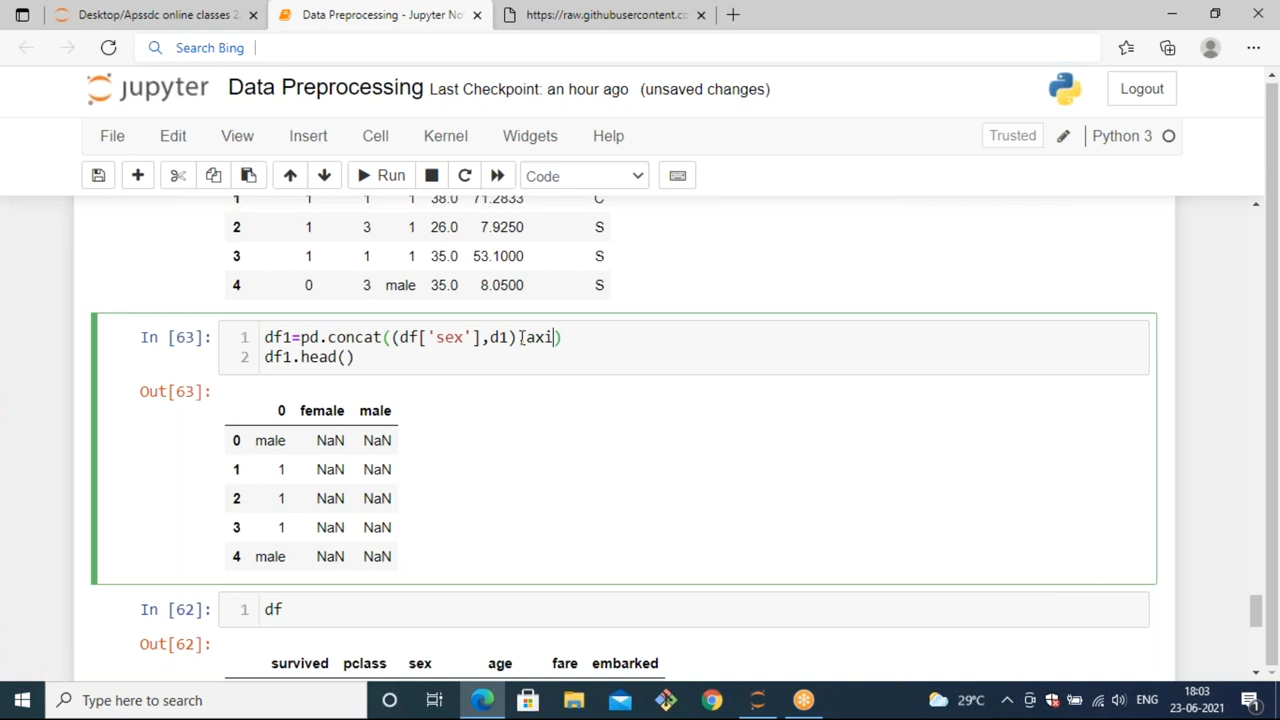 Desktop/Apssdc online classes 2
Data Preprocessing - Jupyter No
https://raw.githubusercontent.co
Search Bing
jupyter Data Preprocessing Last Checkpoint: an hour ago (unsaved changes)
Logout
File Edit View Insert Cell Kernel Widgets Help
Trusted Python 3
Run Code
1 1 1 1 38.0 71.2833 C
2 1 3 1 26.0 7.9250 S
3 1 1 1 35.0 53.1000 S
4 0 3 male 35.0 8.0500 S
In [63]: 1 df1=pd.concat((df['sex'],d1),axi)
2 df1.head()
Out[63]:
0 female male
0 male NaN NaN
1 1 NaN NaN
2 1 NaN NaN
3 1 NaN NaN
4 male NaN NaN
In [62]: 1 df
Out[62]:
survived pclass sex age fare embarked
Type here to search
29°C
ENG
18:03
23-06-2021
1